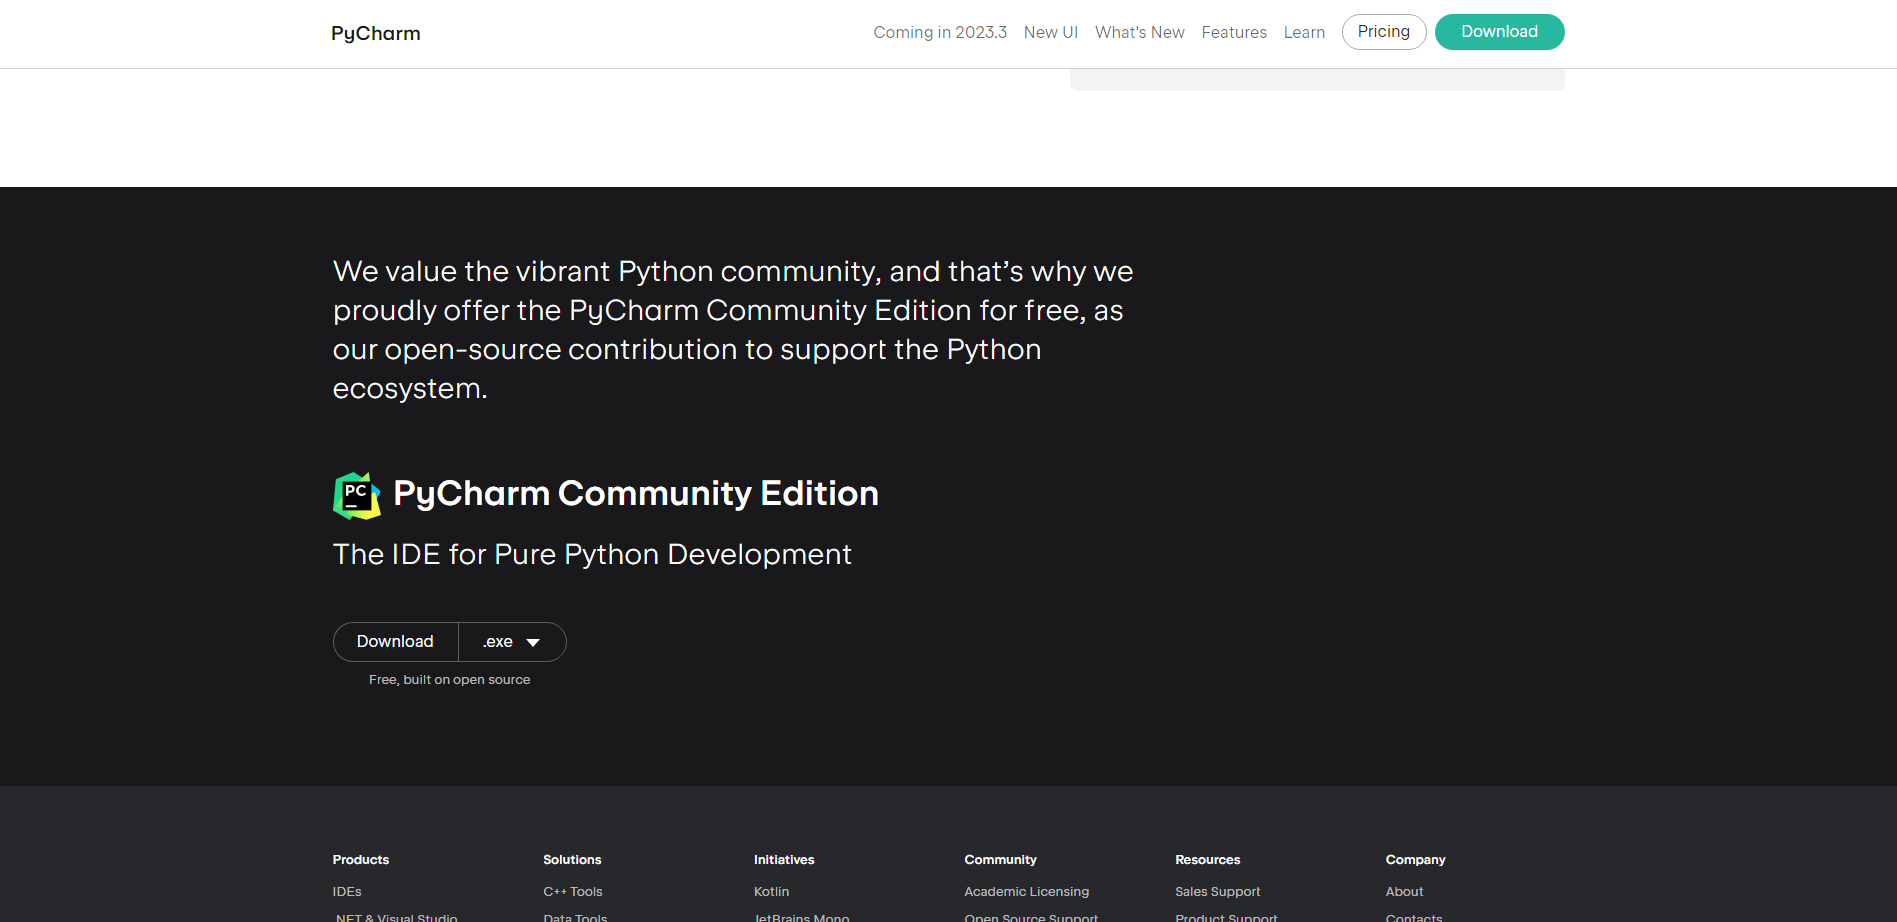 PyCharm
Coming in 2023.3 New UI What's New Features Learn Pricing Download
We value the vibrant Python community, and that’s why we
proudly offer the PyCharm Community Edition for free, as
our open-source contribution to support the Python
ecosystem.
PC PyCharm Community Edition
The IDE for Pure Python Development
Download .exe
Free, built on open source
Products Solutions Initiatives Community Resources Company
IDEs C++ Tools Kotlin Academic Licensing Sales Support About
.NET & Visual Studio Data Tools JetBrains Mono Open Source Support Product Support Contacts